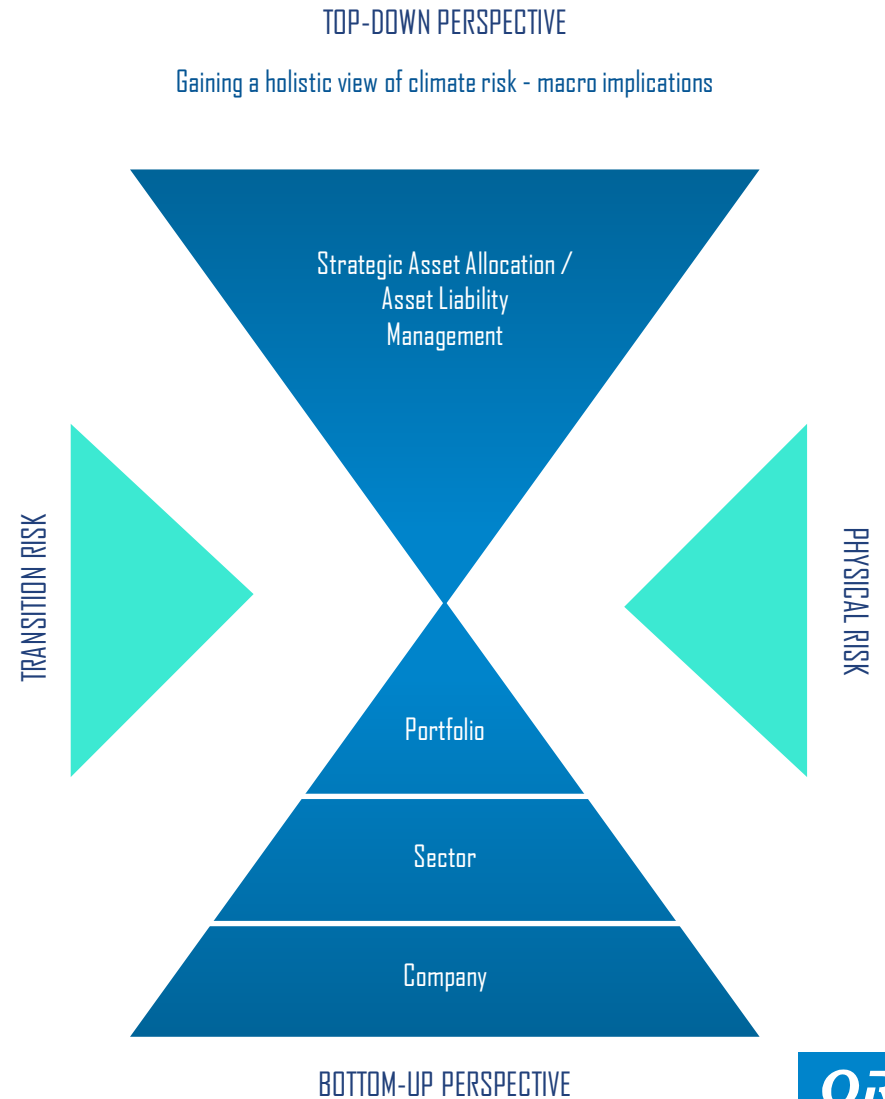 TOP-DOWN PERSPECTIVE
Gaining a holistic view of climate risk - macro implications
Strategic Asset Allocation /
Asset Liability
Management
TRANSITION RISK
PHYSICAL RISK
Portfolio
Sector
Company
BOTTOM-UP PERSPECTIVE